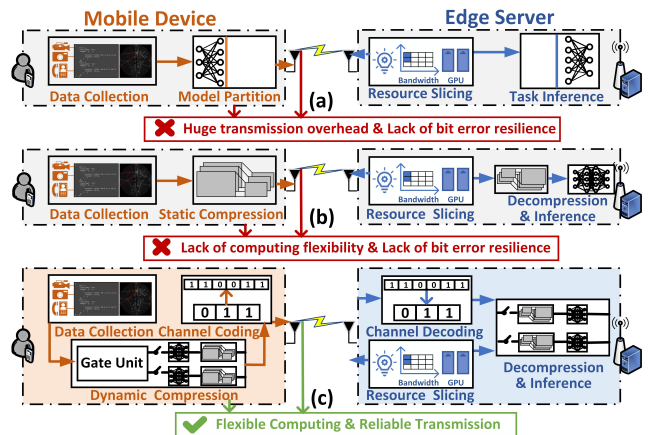 Mobile Device
Edge Server
Data Collection
Model Partition
(a)
Bandwidth
GPU
Resource Slicing
Task Inference
Huge transmission overhead & Lack of bit error resilience
Data Collection
Static Compression
(b)
Bandwidth
GPU
Resource Slicing
Decompression
& Inference
Lack of computing flexibility & Lack of bit error resilience
1 1 0 0 1 1
0 1 1
Data Collection
Channel Coding
Gate Unit
Dynamic Compression
(c)
1 1 0 0 1 1
0 1 1
Channel Decoding
Bandwidth
GPU
Resource Slicing
Decompression
& Inference
Flexible Computing & Reliable Transmission